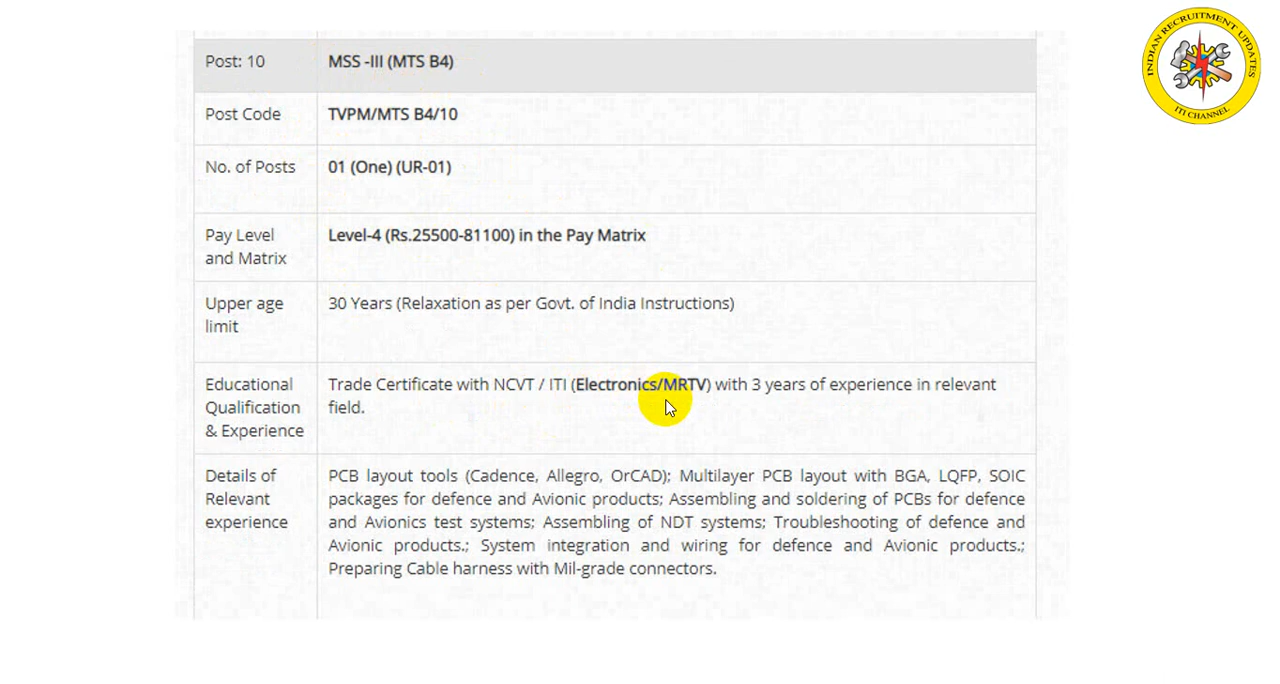 Post: 10
MSS -III (MTS B4)
Post Code
TVPM/MTS B4/10
No. of Posts
01 (One) (UR-01)
Pay Level
and Matrix
Level-4 (Rs.25500-81100) in the Pay Matrix
Upper age
limit
30 Years (Relaxation as per Govt. of India Instructions)
Educational
Qualification
& Experience
Trade Certificate with NCVT / ITI (Electronics/MRTV) with 3 years of experience in relevant
field.
Details of
Relevant
experience
PCB layout tools (Cadence, Allegro, OrCAD); Multilayer PCB layout with BGA, LQFP, SOIC
packages for defence and Avionic products; Assembling and soldering of PCBs for defence
and Avionics test systems; Assembling of NDT systems; Troubleshooting of defence and
Avionic products.; System integration and wiring for defence and Avionic products.;
Preparing Cable harness with Mil-grade connectors.
INDIAN RECRUITMENT UPDATES
ITI CHANNEL